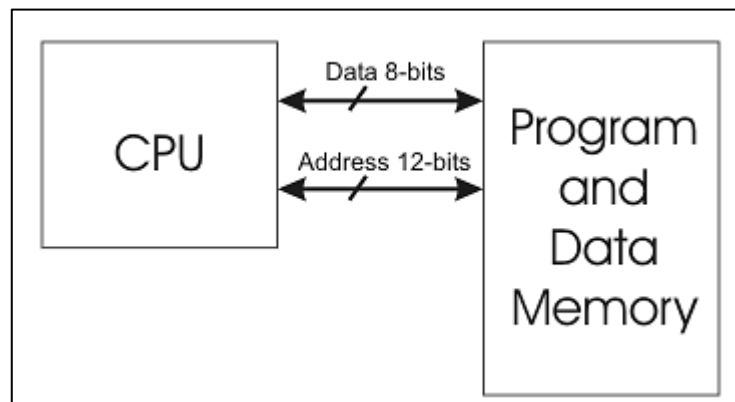 CPU
Data 8-bits
Address 12-bits
Program
and
Data
Memory